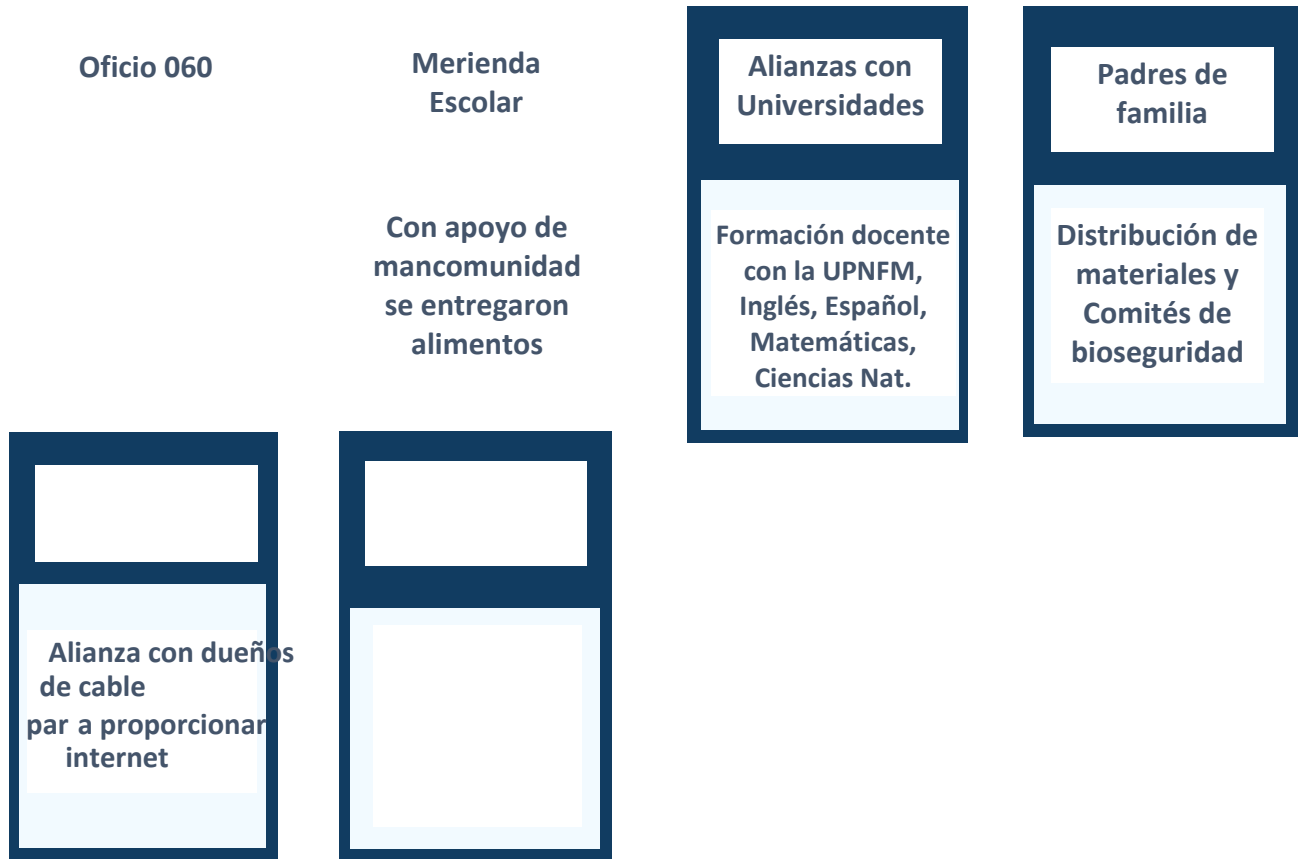 Oficio 060
Merienda
Escolar
Con apoyo de
mancomunidad
se entregaron
alimentos
Alianzas con
Universidades
Formación docente
con la UPNFM,
Inglés, Español,
Matemáticas,
Ciencias Nat.
Padres de
familia
Distribución de
materiales y
Comités de
bioseguridad
Alianza con dueños
de cable
par a proporcionar
internet